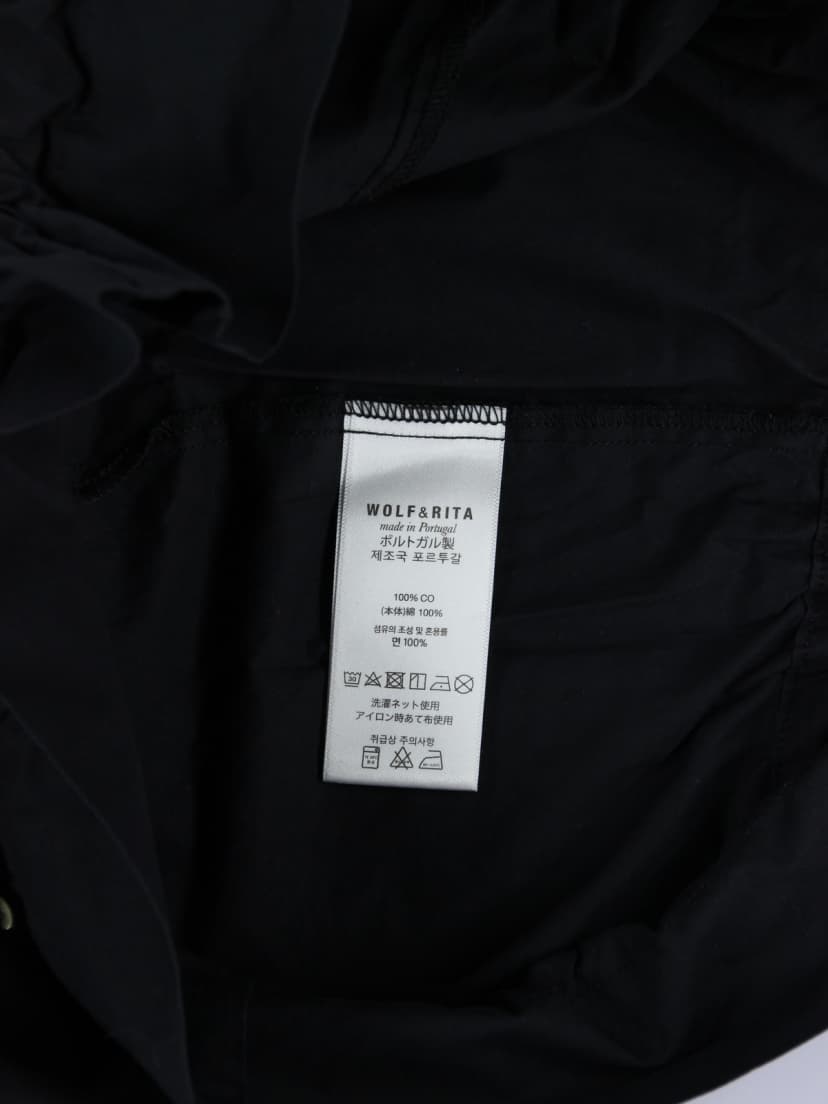 WOLF&RITA
made in Portugal
ポルトガル製
제조국 포르투갈
100% CO
(本体)綿 100%
섬유의 조성 및 혼용률
면 100%
30
洗濯ネット使用
アイロン時あて布使用
취급상 주의사항